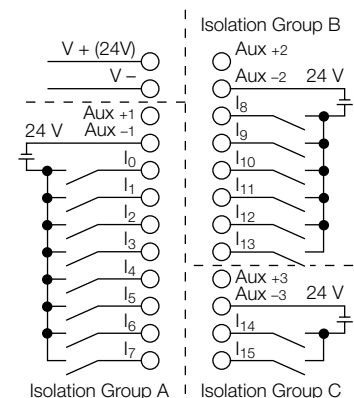 V + (24V)
V –
Aux +1
24 V Aux –1
I0
I1
I2
I3
I4
I5
I6
I7
Isolation Group A
Isolation Group B
Aux +2
Aux –2 24 V
I8
I9
I10
I11
I12
I13
Aux +3
Aux –3 24 V
I14
I15
Isolation Group C